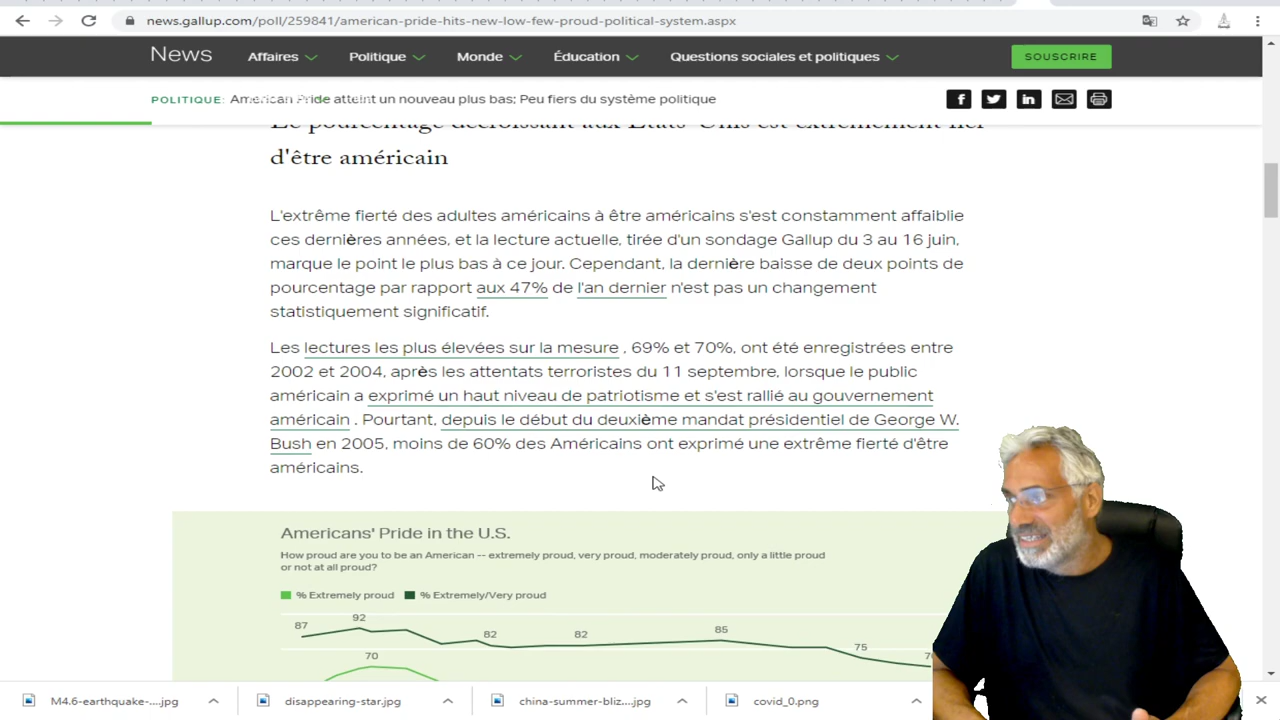 news.gallup.com/poll/259841/american-pride-hits-new-low-few-proud-political-system.aspx
News Affaires Politique Monde Éducation Questions sociales et politiques SOUSCRIRE
POLITIQUE: American Pride atteint un nouveau plus bas; Peu fiers du système politique
Le pourcentage décroissant aux États-Unis est extrêmement fier
d'être américain
L'extrême fierté des adultes américains à être américains s'est constamment affaiblie
ces dernières années, et la lecture actuelle, tirée d'un sondage Gallup du 3 au 16 juin,
marque le point le plus bas à ce jour. Cependant, la dernière baisse de deux points de
pourcentage par rapport aux 47% de l'an dernier n'est pas un changement
statistiquement significatif.
Les lectures les plus élevées sur la mesure , 69% et 70%, ont été enregistrées entre
2002 et 2004, après les attentats terroristes du 11 septembre, lorsque le public
américain a exprimé un haut niveau de patriotisme et s'est rallié au gouvernement
américain . Pourtant, depuis le début du deuxième mandat présidentiel de George W.
Bush en 2005, moins de 60% des Américains ont exprimé une extrême fierté d'être
américains.
Americans' Pride in the U.S.
How proud are you to be an American -- extremely proud, very proud, moderately proud, only a little proud
or not at all proud?
% Extremely proud % Extremely/Very proud
87 92 82 82 85 75
70
M4.6-earthquake-....jpg disappearing-star.jpg china-summer-bliz....jpg covid_0.png